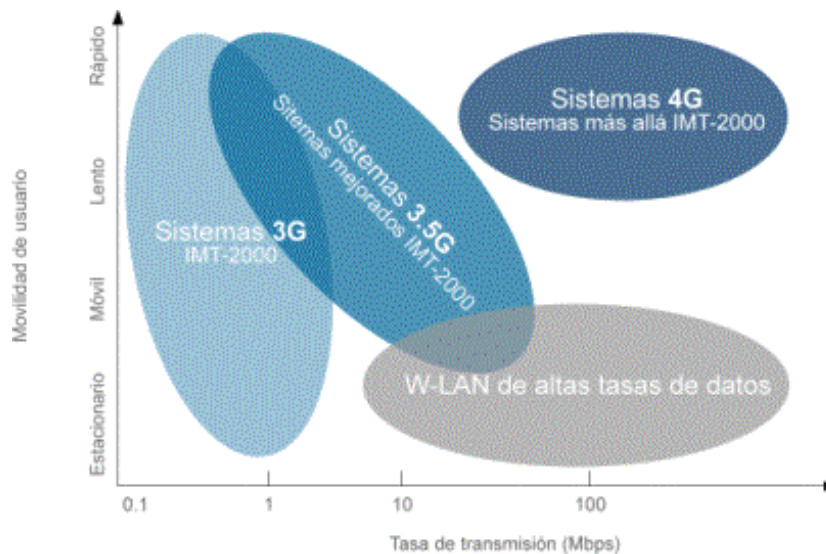 Movilidad de usuario
Rápido
Lento
Móvil
Estacionario
Sistemas 3G
IMT-2000
Sistemas 3.5G
Sitemas mejorados IMT-2000
Sistemas 4G
Sistemas más allá IMT-2000
W-LAN de altas tasas de datos
0.1 1 10 100
Tasa de transmisión (Mbps)